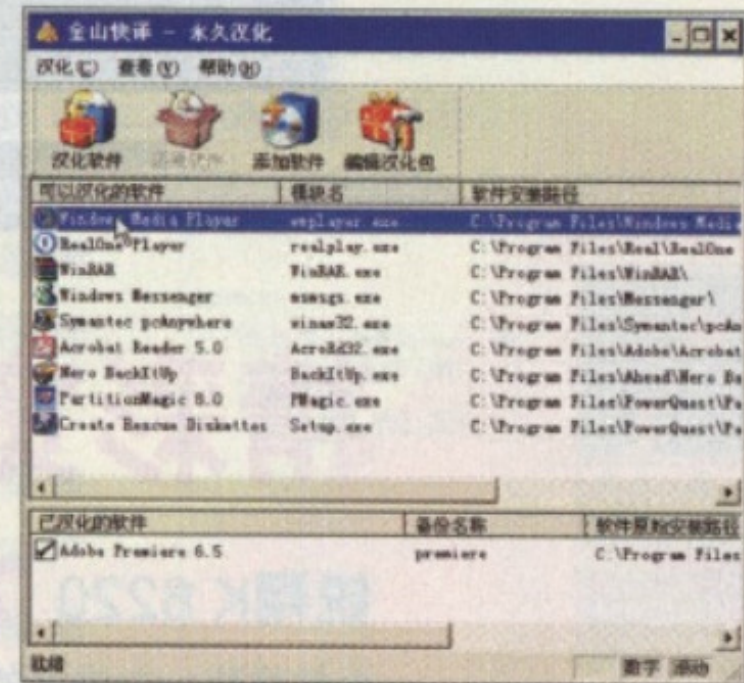 金山快译 - 永久汉化
汉化(C) 查看(V) 帮助(H)
汉化软件 还原软件 添加软件 编辑汉化包
可以汉化的软件 模块名 软件安装路径
Windows Media Player wmplayer.exe C:\Program Files\Windows Medi
RealOne Player realplay.exe C:\Program Files\Real\RealOne
WinRAR WinRAR.exe C:\Program Files\WinRAR\
Windows Messenger msmsgs.exe C:\Program Files\Messenger\
Symantec pcAnywhere winaw32.exe C:\Program Files\Symantec\pcAn
Acrobat Reader 5.0 AcroRd32.exe C:\Program Files\Adobe\Acrobat
Nero BackItUp BackItUp.exe C:\Program Files\Ahead\Nero Ba
PartitionMagic 8.0 PMagic.exe C:\Program Files\PowerQuest\Pa
Create Rescue Diskettes Setup.exe C:\Program Files\PowerQuest\Pa
已汉化的软件 备份名称 软件原始安装路径
Adobe Premiere 6.5 premiere C:\Program Files
就绪 数字 滚动